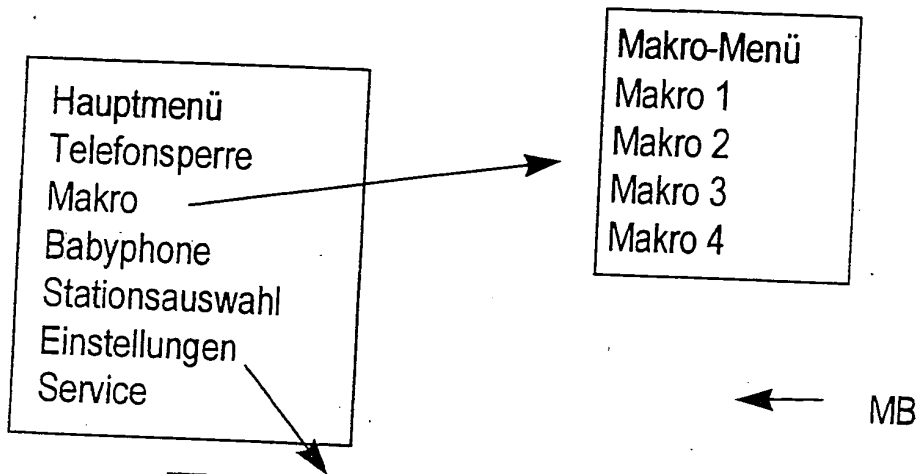 Hauptmenü
Telefonsperre
Makro
Babyphone
Stationsauswahl
Einstellungen
Service
Makro-Menü
Makro 1
Makro 2
Makro 3
Makro 4
MB